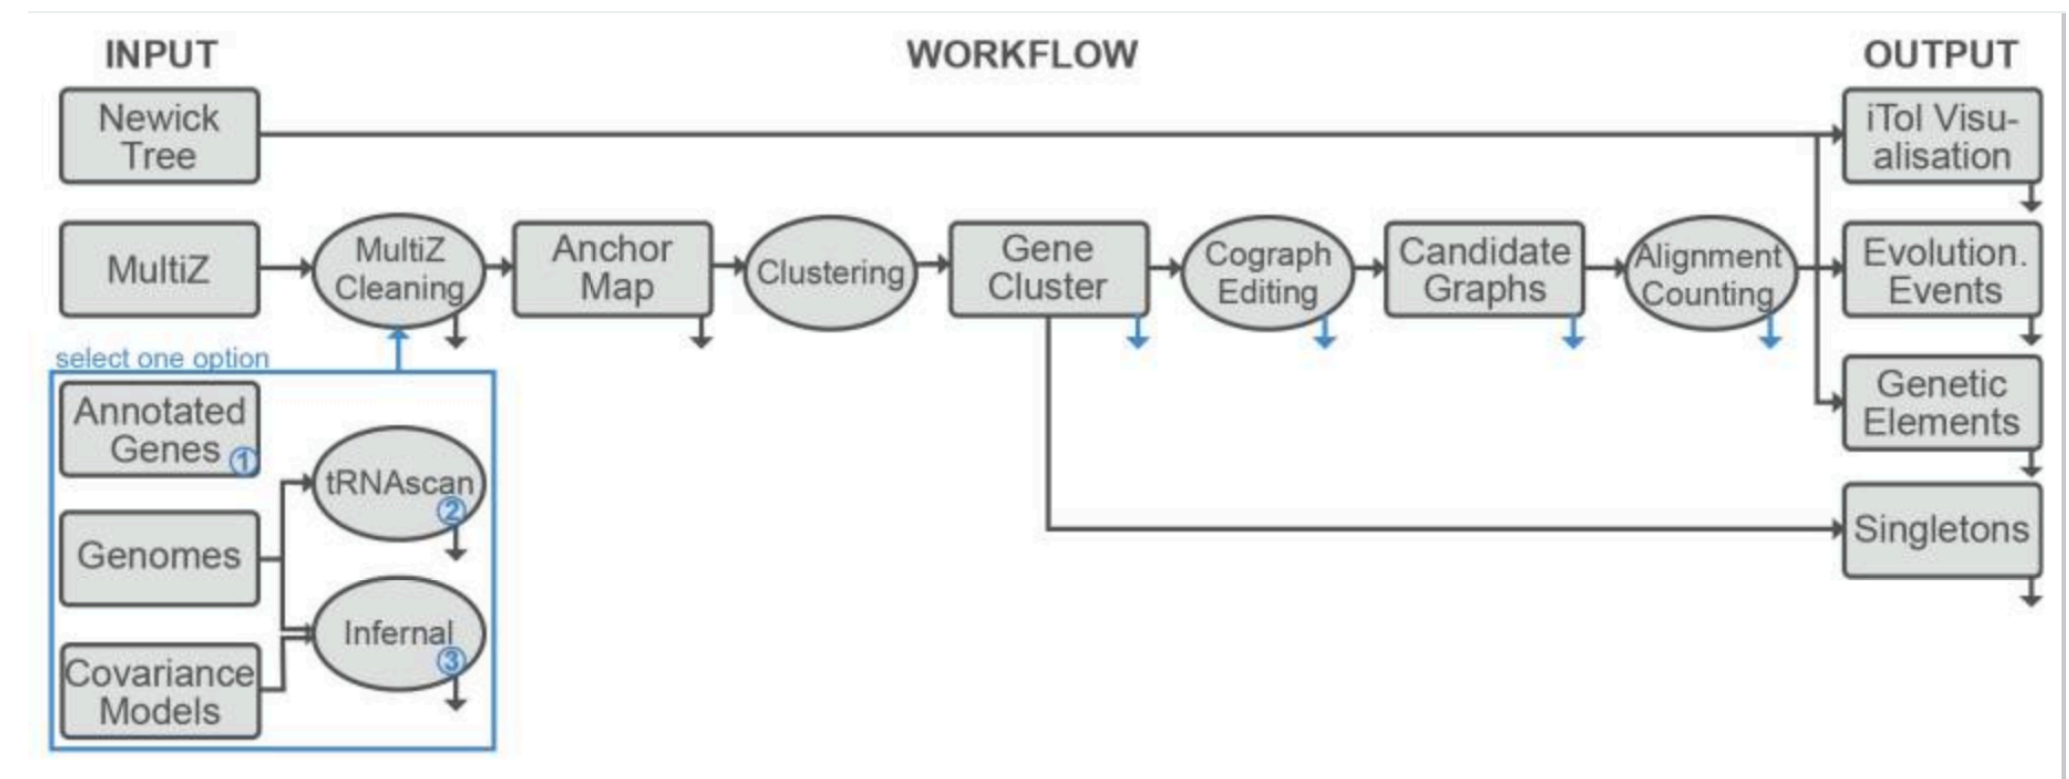 INPUT
WORKFLOW
OUTPUT
Newick
Tree
iTol Visu-
alisation
MultiZ
MultiZ
Cleaning
Anchor
Map
Clustering
Gene
Cluster
Cograph
Editing
Candidate
Graphs
Alignment
Counting
Evolution.
Events
select one option
Annotated
Genes
1
tRNAscan
2
Genomes
Infernal
3
Covariance
Models
Genetic
Elements
Singletons